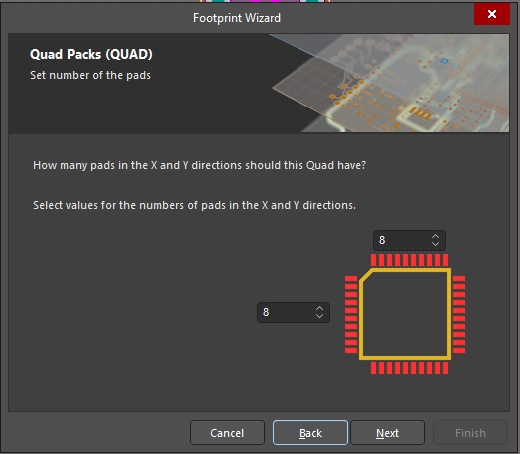 Footprint Wizard
Quad Packs (QUAD)
Set number of the pads
How many pads in the X and Y directions should this Quad have?
Select values for the numbers of pads in the X and Y directions.
8
8
Cancel
Back
Next
Finish